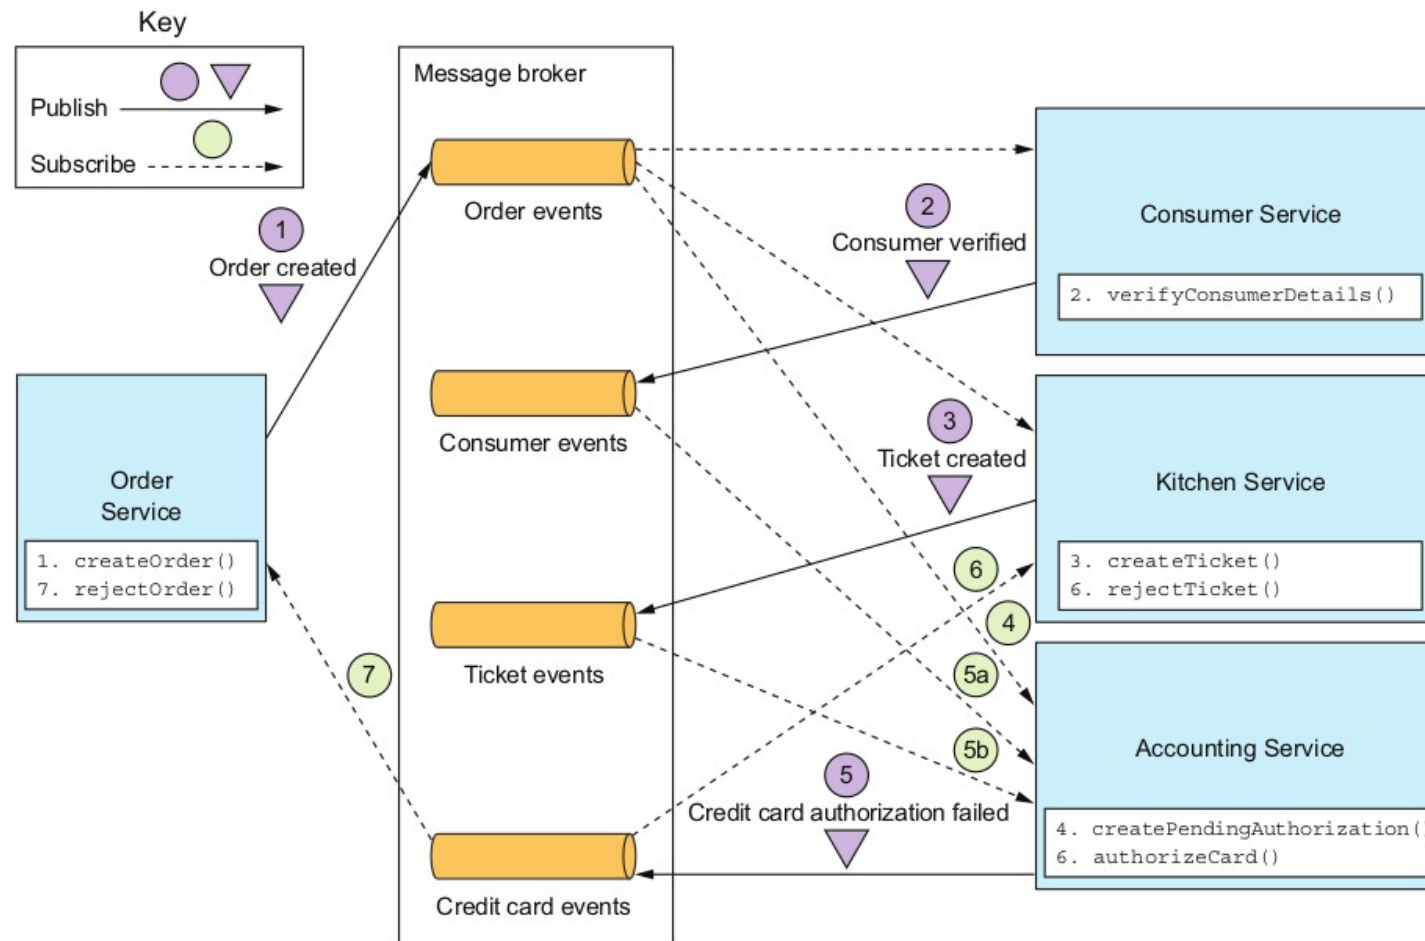 Key
Publish
Subscribe
Message broker
Order events
1
Order created
2
Consumer verified
Consumer Service
2. verifyConsumerDetails()
Consumer events
3
Ticket created
Kitchen Service
3. createTicket()
6. rejectTicket()
Order
Service
1. createOrder()
7. rejectOrder()
6
4
Ticket events
7
5a
5b
Accounting Service
4. createPendingAuthorization(
6. authorizeCard()
5
Credit card authorization failed
Credit card events